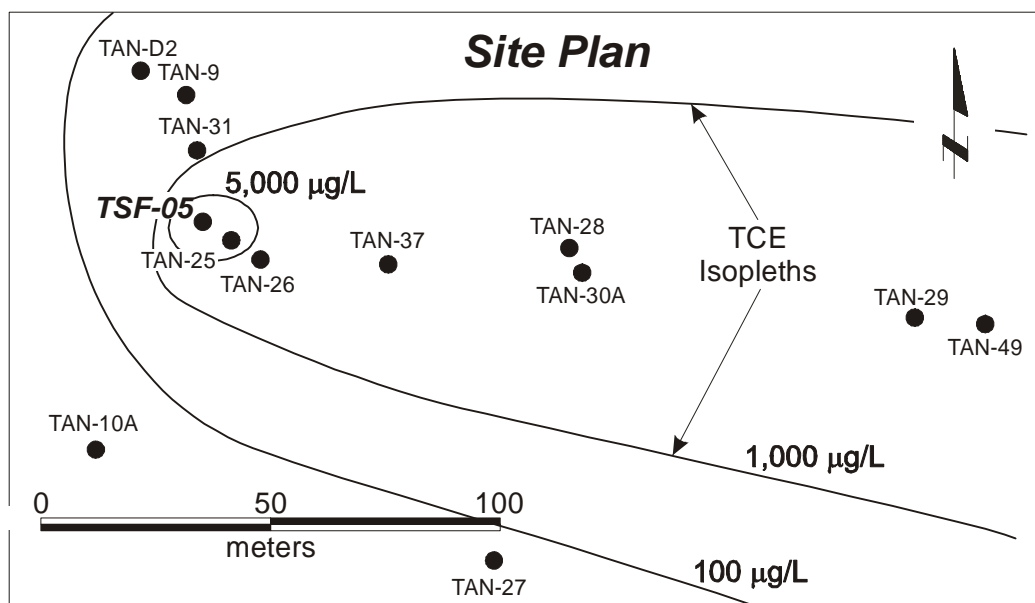 Site Plan
TAN-D2
TAN-9
TAN-31
5,000 µg/L
TSF-05
TAN-25
TAN-26
TAN-37
TAN-28
TAN-30A
TCE
Isopleths
TAN-29
TAN-49
TAN-10A
1,000 µg/L
0 50 100
meters
TAN-27
100 µg/L